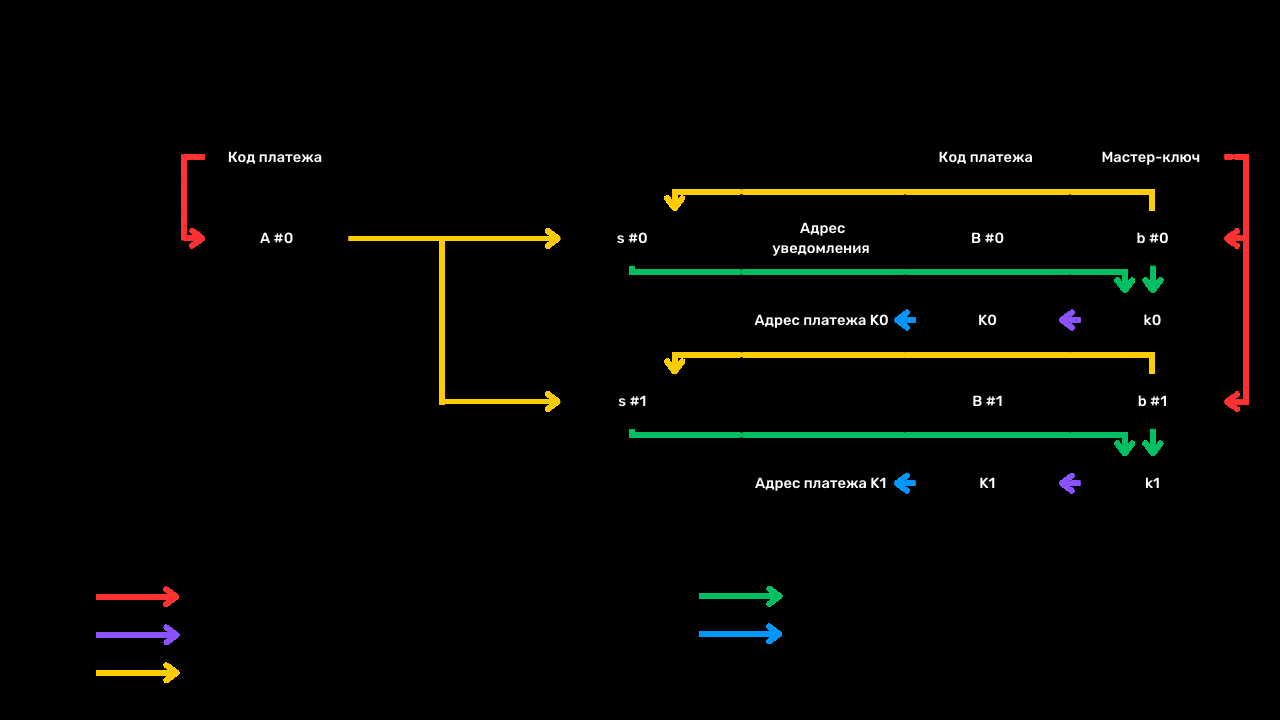 Код платежа
Код платежа
Мастер-ключ
A #0
s #0
Адрес
уведомления
B #0
b #0
Адрес платежа K0
K0
k0
s #1
B #1
b #1
Адрес платежа K1
K1
k1